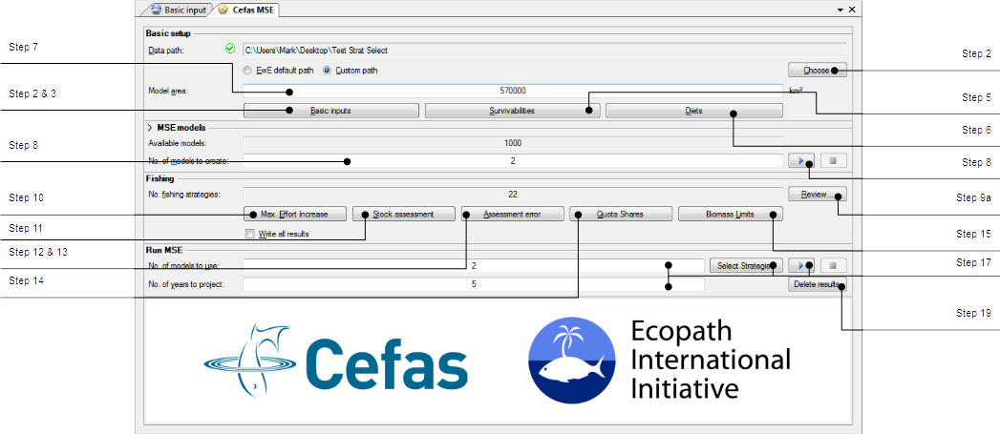 Basic input
Cefas MSE
Basic setup
Step 7
Data path:
C:\Users\Mark\Desktop\Test Strat Select
Step 2
EwE default path
Custom path
Choose
Step 2 & 3
Model area:
570000
km²
Step 5
Basic inputs
Survivabilities
Diets
MSE models
Step 6
Step 8
Available models:
1000
No. of models to create:
2
Step 8
Fishing
Step 10
No. fishing strategies:
22
Review...
Step 9a
Max. Effort Increase
Stock assessment
Assessment error
Quota Shares
Biomass Limits
Step 11
Write all results
Step 15
Step 12 & 13
Run MSE
No. of models to use:
2
Select Strategies
Step 17
Step 14
No. of years to project:
5
Delete results
Step 19
Cefas
Ecopath
International
Initiative